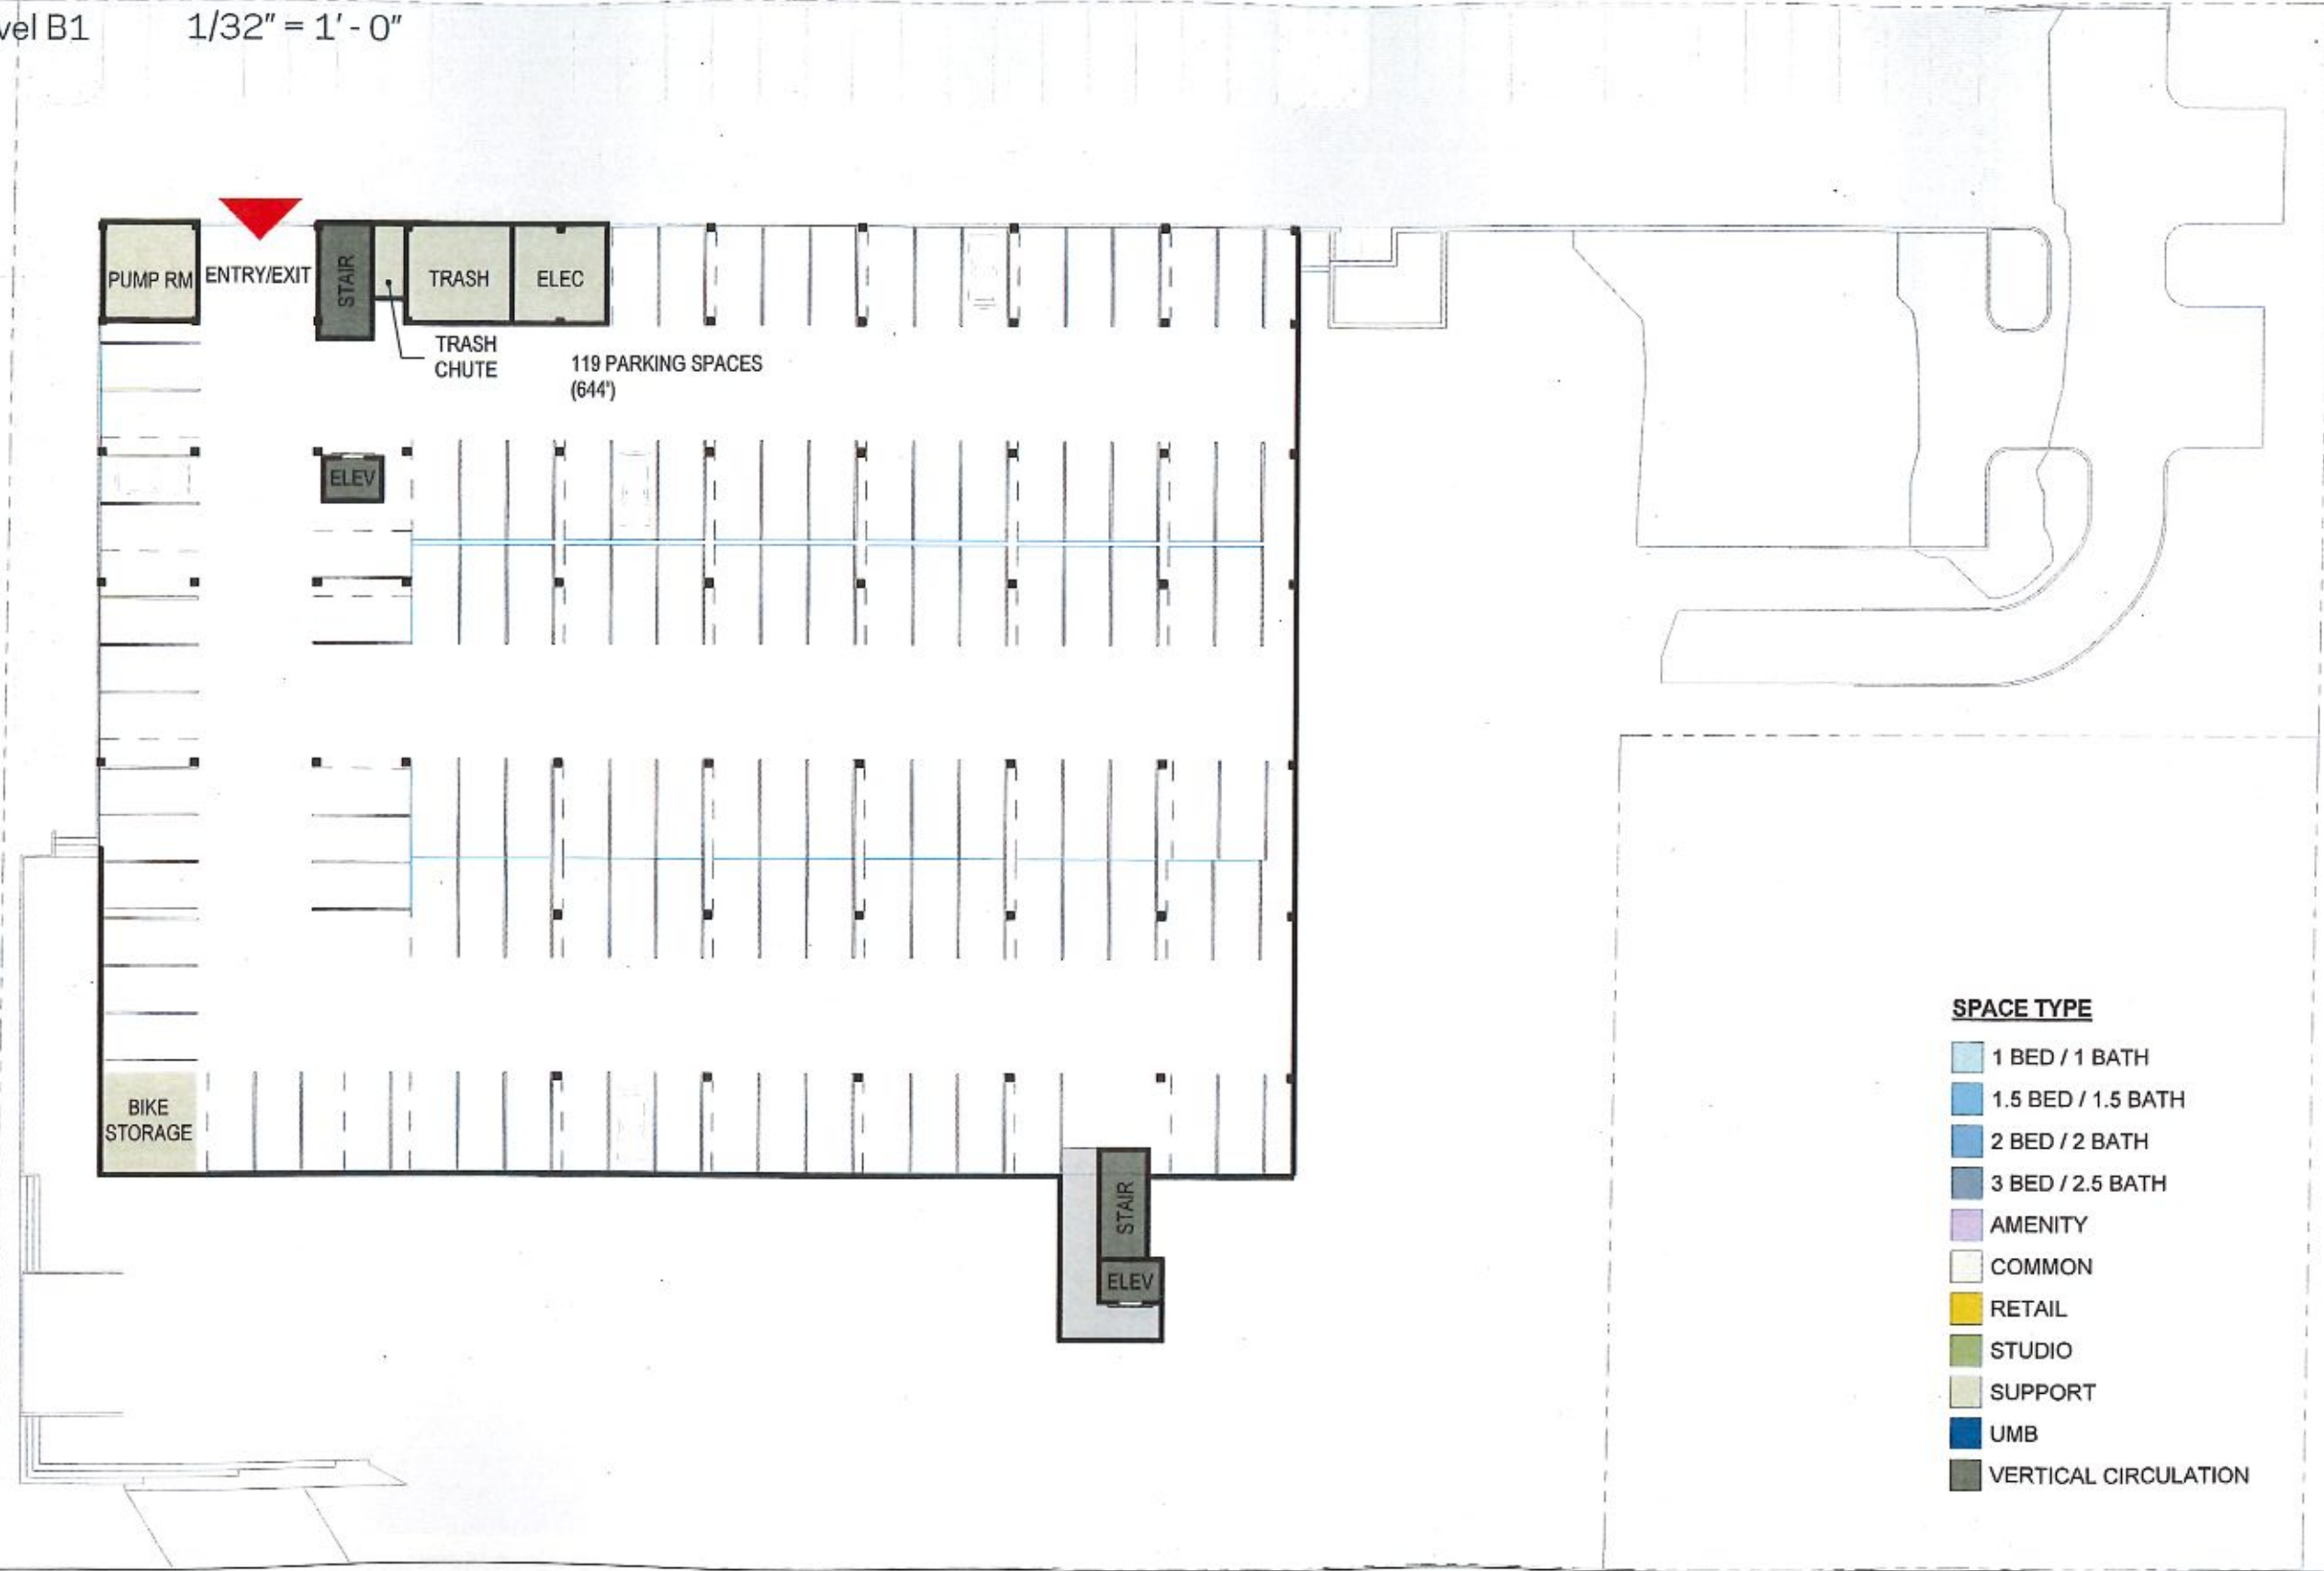 vel B1 1/32" = 1' - 0"
PUMP RM
ENTRY/EXIT
STAIR
TRASH
ELEC
TRASH
CHUTE
119 PARKING SPACES
(644')
ELEV
BIKE
STORAGE
STAIR
ELEV
SPACE TYPE
1 BED / 1 BATH
1.5 BED / 1.5 BATH
2 BED / 2 BATH
3 BED / 2.5 BATH
AMENITY
COMMON
RETAIL
STUDIO
SUPPORT
UMB
VERTICAL CIRCULATION